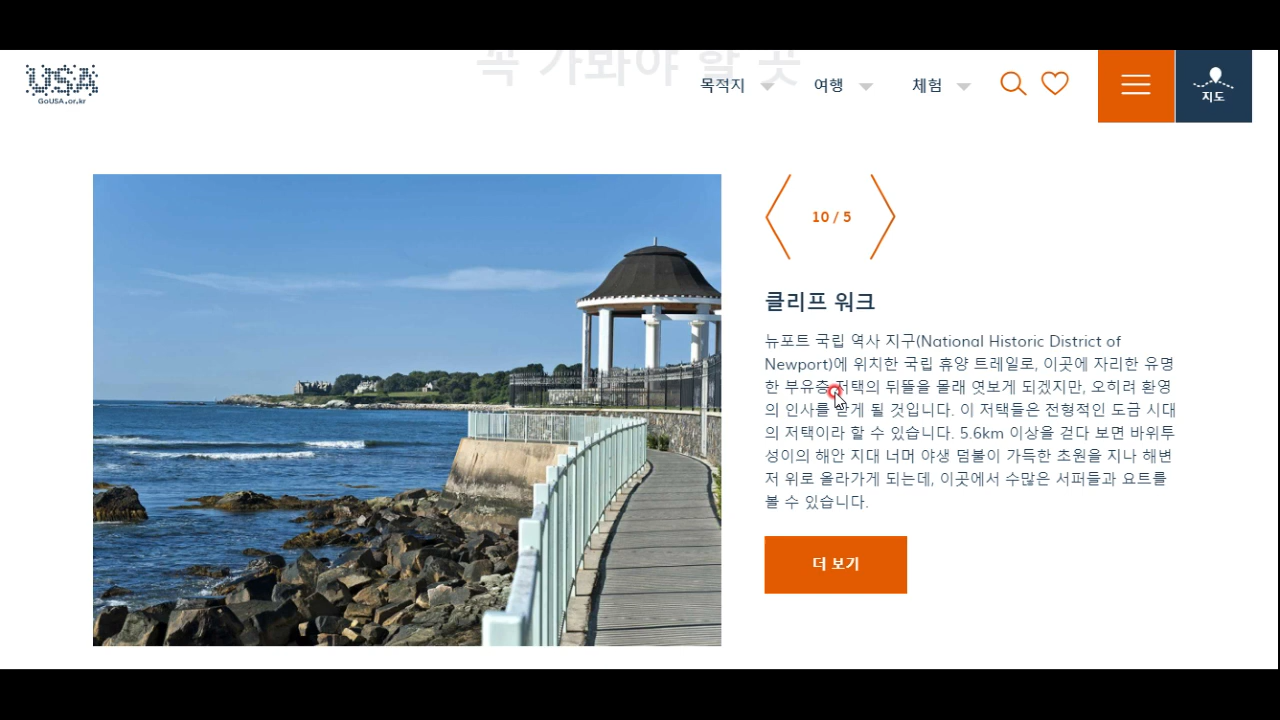 꼭 가봐야 할 곳
USA
GoUSA.or.kr
목적지 여행 체험
지도
10 / 5
클리프 워크
뉴포트 국립 역사 지구(National Historic District of
Newport)에 위치한 국립 휴양 트레일로, 이곳에 자리한 유명
한 부유층 저택의 뒤뜰을 몰래 엿보게 되겠지만, 오히려 환영
의 인사를 받게 될 것입니다. 이 저택들은 전형적인 도금 시대
의 저택이라 할 수 있습니다. 5.6km 이상을 걷다 보면 바위투
성이의 해안 지대 너머 야생 덤불이 가득한 초원을 지나 해변
저 위로 올라가게 되는데, 이곳에서 수많은 서퍼들과 요트를
볼 수 있습니다.
더 보기